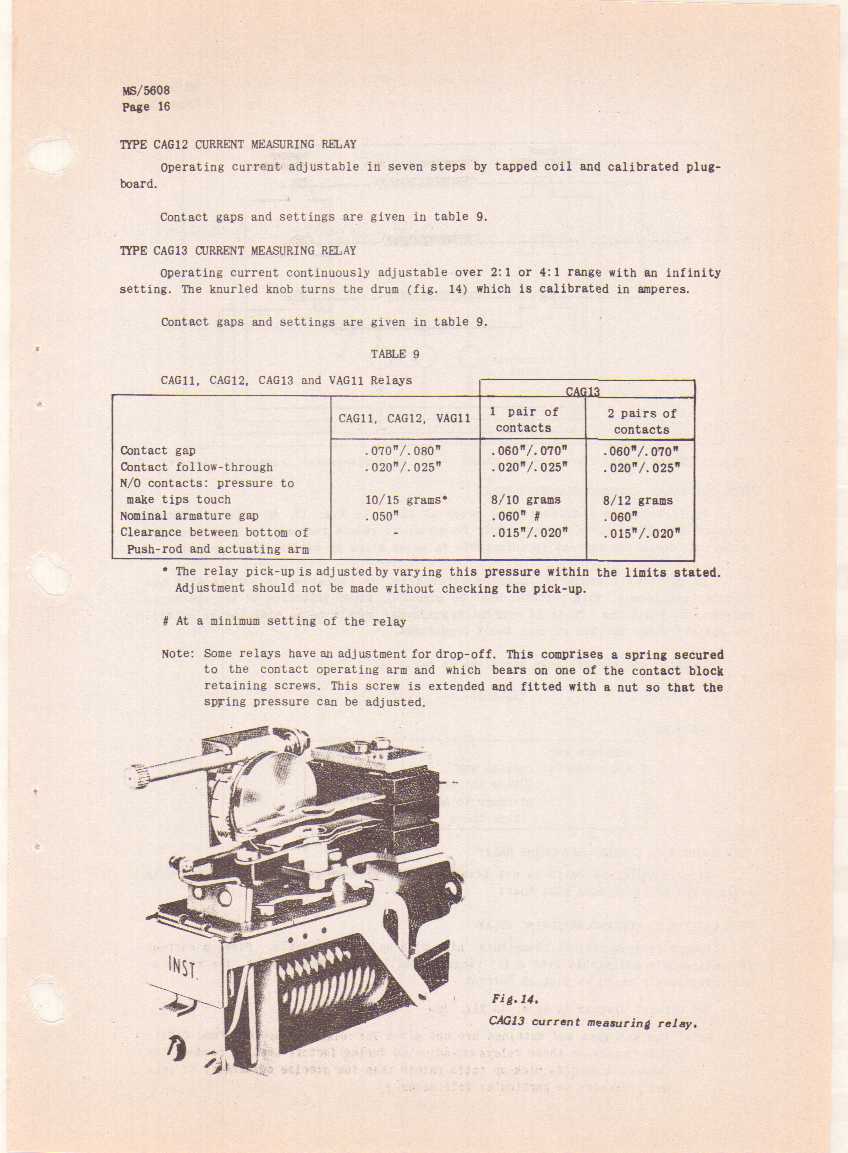 MS/5608
Page 16
TYPE CAG12 CURRENT MEASURING RELAY
Operating current adjustable in seven steps by tapped coil and calibrated plug-
board.
Contact gaps and settings are given in table 9.
TYPE CAG13 CURRENT MEASURING RELAY
Operating current continuously adjustable over 2:1 or 4:1 range with an infinity
setting. The knurled knob turns the drum (fig. 14) which is calibrated in amperes.
Contact gaps and settings are given in table 9.
TABLE 9
CAG11, CAG12, CAG13 and VAG11 Relays
CAG13
CAG11, CAG12, VAG11 1 pair of 2 pairs of
contacts contacts
Contact gap .070"/.080" .060"/.070" .060"/.070"
Contact follow-through .020"/.025" .020"/.025" .020"/.025"
N/O contacts: pressure to
make tips touch 10/15 grams* 8/10 grams 8/12 grams
Nominal armature gap .050" .060" # .060"
Clearance between bottom of - .015"/.020" .015"/.020"
Push-rod and actuating arm
* The relay pick-up is adjusted by varying this pressure within the limits stated.
Adjustment should not be made without checking the pick-up.
# At a minimum setting of the relay
Note: Some relays have an adjustment for drop-off. This comprises a spring secured
to the contact operating arm and which bears on one of the contact block
retaining screws. This screw is extended and fitted with a nut so that the
spring pressure can be adjusted.
INST.
Fig.14.
CAG13 current measuring relay.